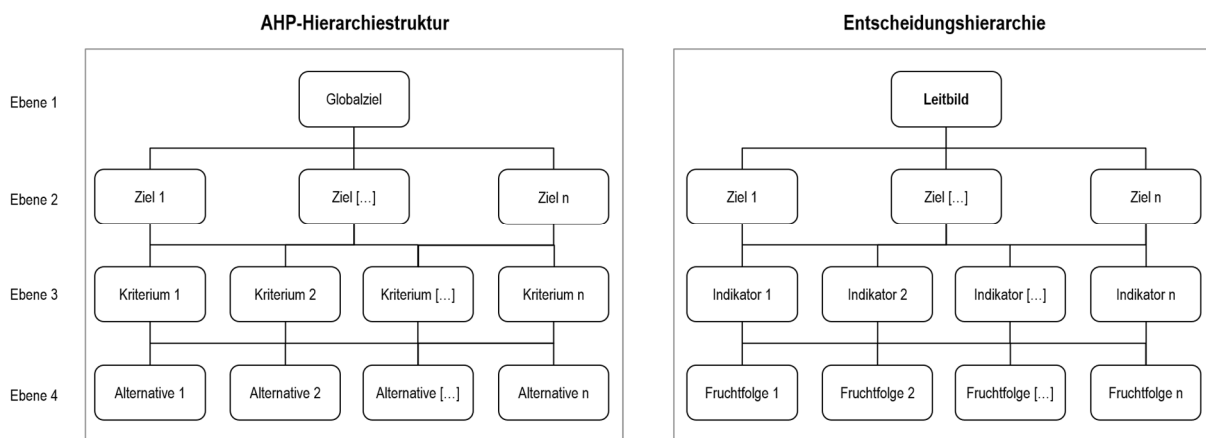 AHP-Hierarchiestruktur
Entscheidungshierarchie
Ebene 1
Globalziel
Leitbild
Ebene 2
Ziel 1
Ziel […]
Ziel n
Ziel 1
Ziel […]
Ziel n
Ebene 3
Kriterium 1
Kriterium 2
Kriterium […]
Kriterium n
Indikator 1
Indikator 2
Indikator […]
Indikator n
Ebene 4
Alternative 1
Alternative 2
Alternative […]
Alternative n
Fruchtfolge 1
Fruchtfolge 2
Fruchtfolge […]
Fruchtfolge n